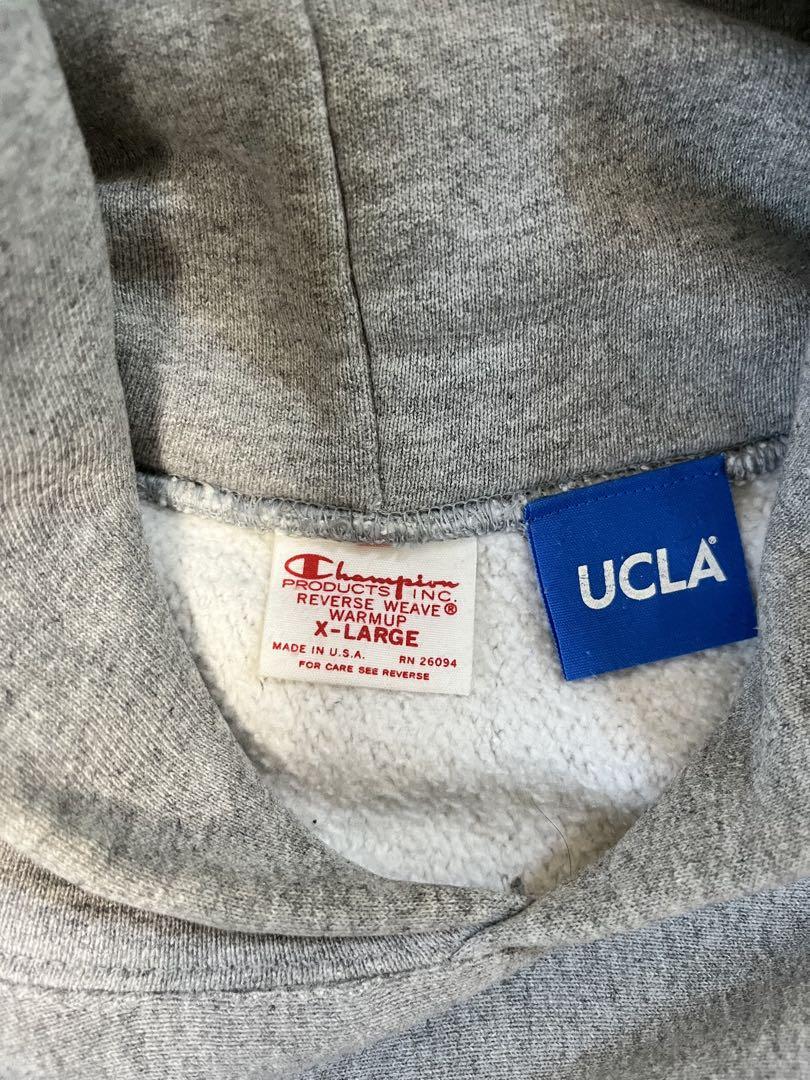 Champion
PRODUCTS INC.
REVERSE WEAVE®
WARMUP
X-LARGE
MADE IN U.S.A. RN 26094
FOR CARE SEE REVERSE
UCLA®